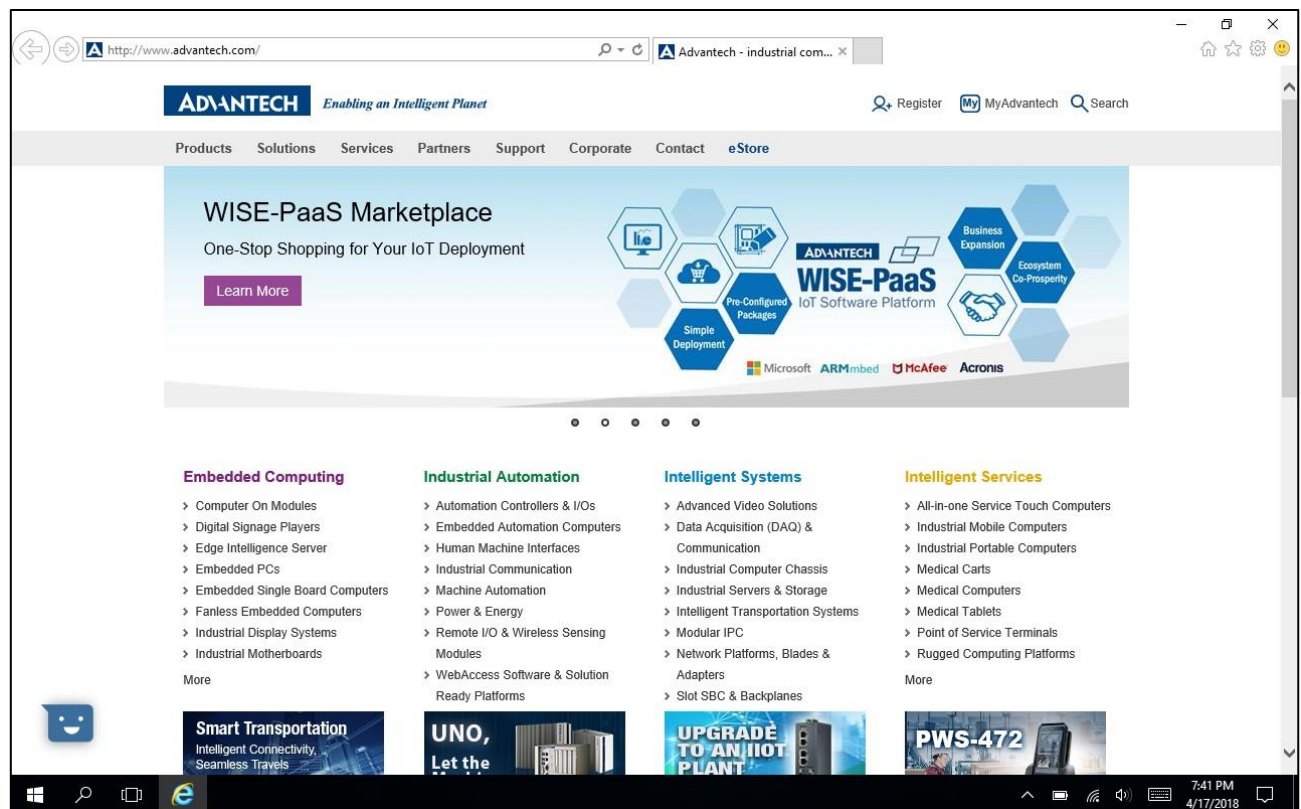 http://www.advantech.com/
Advantech - industrial com...
ADVANTECH Enabling an Intelligent Planet
Register My MyAdvantech Search
Products Solutions Services Partners Support Corporate Contact eStore
WISE-PaaS Marketplace
One-Stop Shopping for Your IoT Deployment
Learn More
Simple
Deployment
Pre-Configured
Packages
ADVANTECH
WISE-PaaS
IoT Software Platform
Business
Expansion
Ecosystem
Co-Prosperity
Microsoft ARMmbed McAfee Acronis
Embedded Computing
Computer On Modules
Digital Signage Players
Edge Intelligence Server
Embedded PCs
Embedded Single Board Computers
Fanless Embedded Computers
Industrial Display Systems
Industrial Motherboards
More
Industrial Automation
Automation Controllers & I/Os
Embedded Automation Computers
Human Machine Interfaces
Industrial Communication
Machine Automation
Power & Energy
Remote I/O & Wireless Sensing
Modules
WebAccess Software & Solution
Ready Platforms
Intelligent Systems
Advanced Video Solutions
Data Acquisition (DAQ) &
Communication
Industrial Computer Chassis
Industrial Servers & Storage
Intelligent Transportation Systems
Modular IPC
Network Platforms, Blades &
Adapters
Slot SBC & Backplanes
Intelligent Services
All-in-one Service Touch Computers
Industrial Mobile Computers
Industrial Portable Computers
Medical Carts
Medical Computers
Medical Tablets
Point of Service Terminals
Rugged Computing Platforms
More
Smart Transportation
Intelligent Connectivity,
Seamless Travels
UNO,
Let the
UPGRADE
TO AN IIOT
PLANT
PWS-472
7:41 PM
4/17/2018